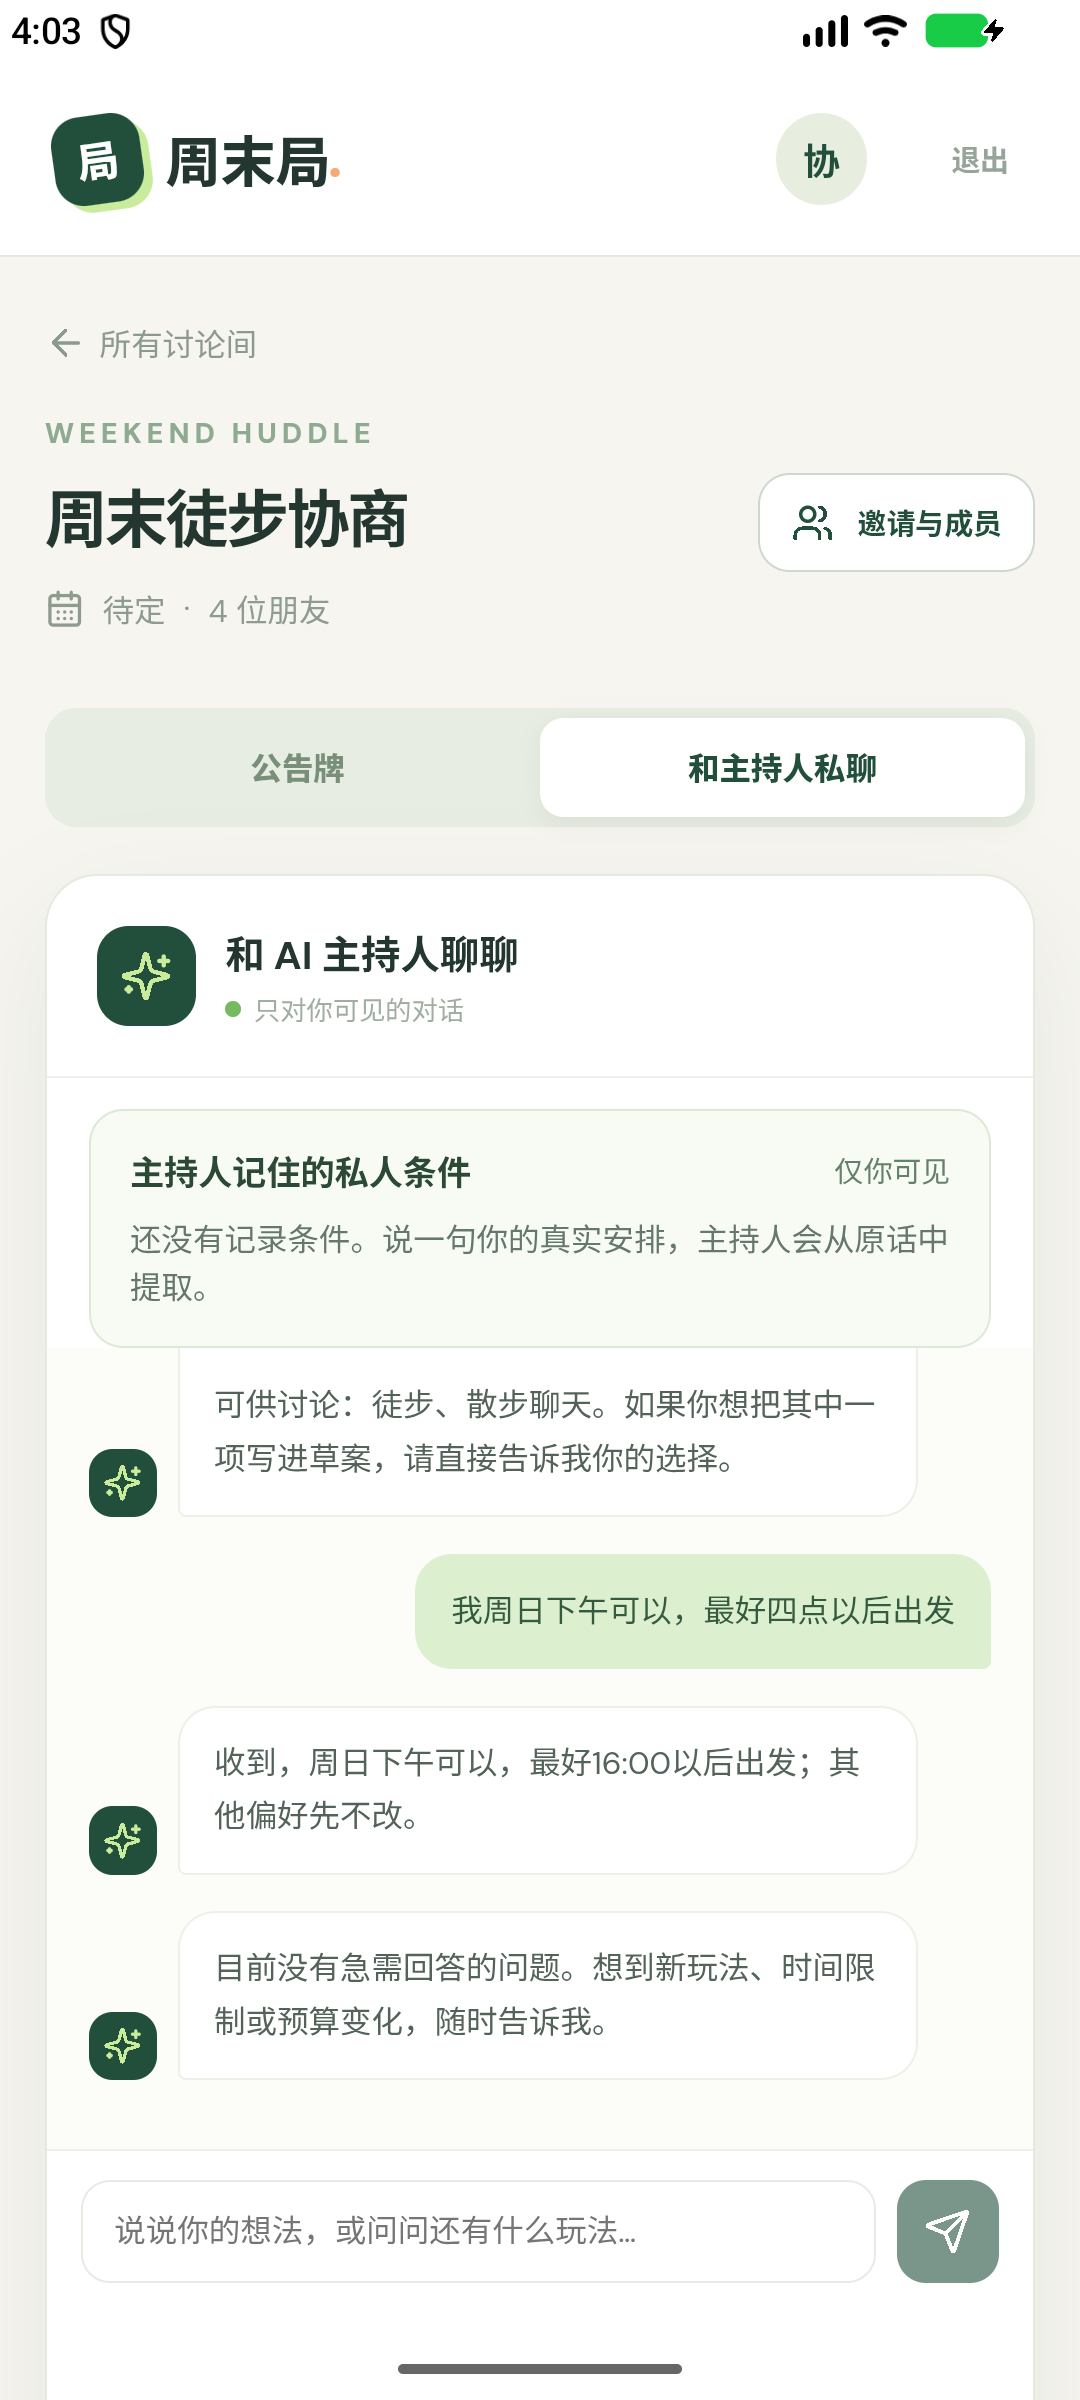 4:03
局
周末局.
协
退出
所有讨论间
WEEKEND HUDDLE
周末徒步协商
邀请与成员
待定 · 4 位朋友
公告牌
和主持人私聊
和 AI 主持人聊聊
只对你可见的对话
主持人记住的私人条件
仅你可见
还没有记录条件。说一句你的真实安排，主持人会从原话中
提取。
可供讨论：徒步、散步聊天。如果你想把其中一
项写进草案，请直接告诉我你的选择。
我周日下午可以，最好四点以后出发
收到，周日下午可以，最好16:00以后出发；其
他偏好先不改。
目前没有急需回答的问题。想到新玩法、时间限
制或预算变化，随时告诉我。
说说你的想法，或问问还有什么玩法…